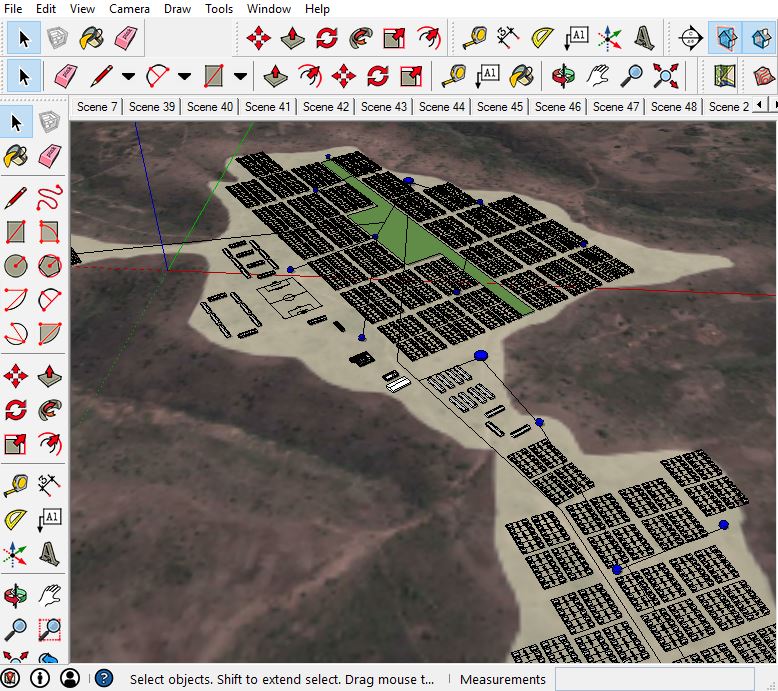 File Edit View Camera Draw Tools Window Help
A1
A1
Scene 7 Scene 39 Scene 40 Scene 41 Scene 42 Scene 43 Scene 44 Scene 45 Scene 46 Scene 47 Scene 48 Scene 2
A1
Select objects. Shift to extend select. Drag mouse t... Measurements